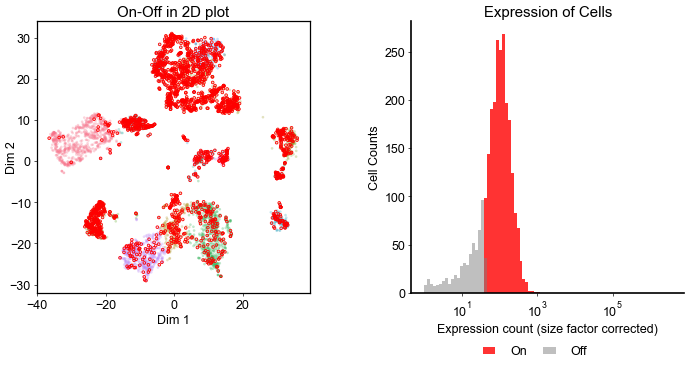 On-Off in 2D plot
30
20
10
0
−10
−20
−30
−40
−20
0
20
Dim 2
Dim 1
Expression of Cells
250
200
150
100
50
0
10^1
10^3
10^5
Cell Counts
Expression count (size factor corrected)
On
Off